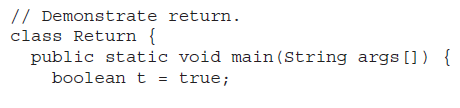 // Demonstrate return.
class Return {
public static void main(String args[]) {
boolean t = true;